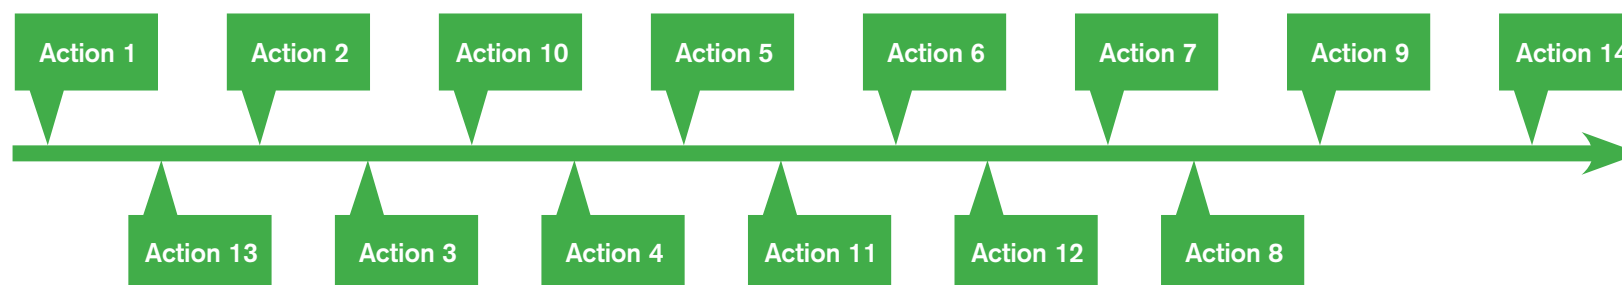 Action 1
Action 2
Action 10
Action 5
Action 6
Action 7
Action 9
Action 14
Action 13
Action 3
Action 4
Action 11
Action 12
Action 8